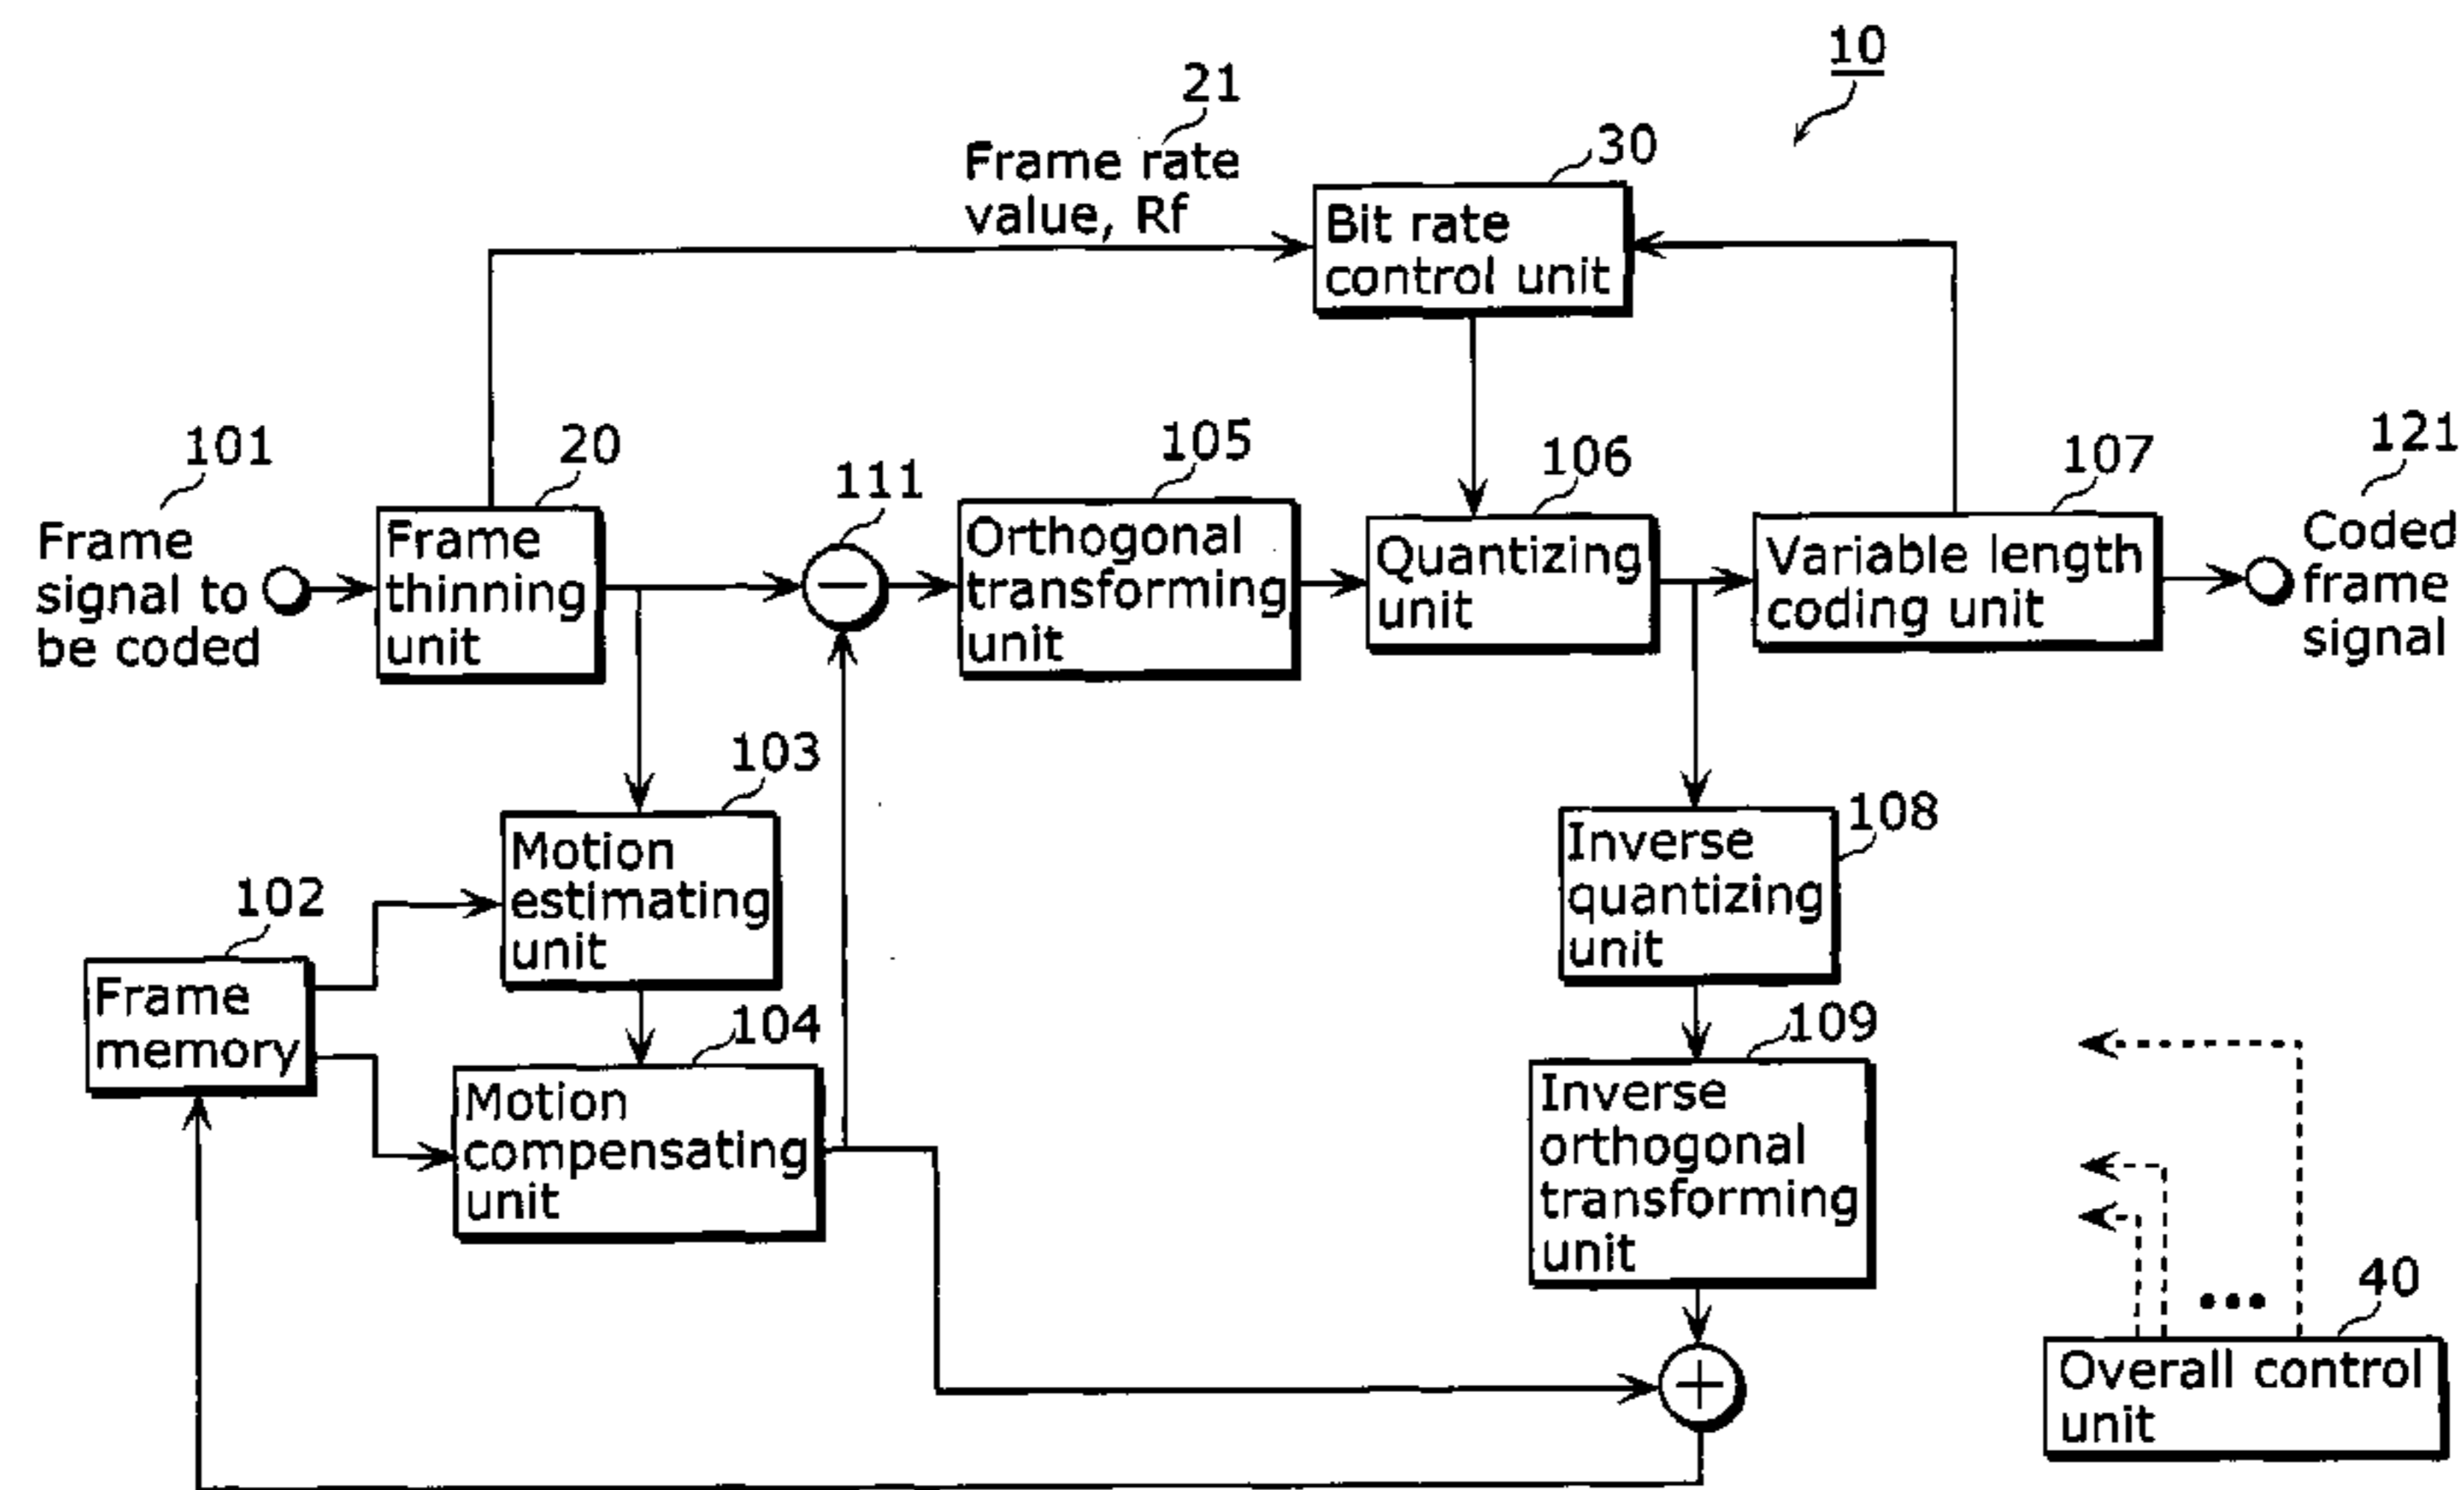 10
21
Frame rate
value, Rf
30
Bit rate
control unit
101
Frame
signal to
be coded
20
Frame
thinning
unit
111
−
105
Orthogonal
transforming
unit
106
Quantizing
unit
107
Variable length
coding unit
121
Coded
frame
signal
103
Motion
estimating
unit
102
Frame
memory
104
Motion
compensating
unit
108
Inverse
quantizing
unit
109
Inverse
orthogonal
transforming
unit
+
•••
40
Overall control
unit